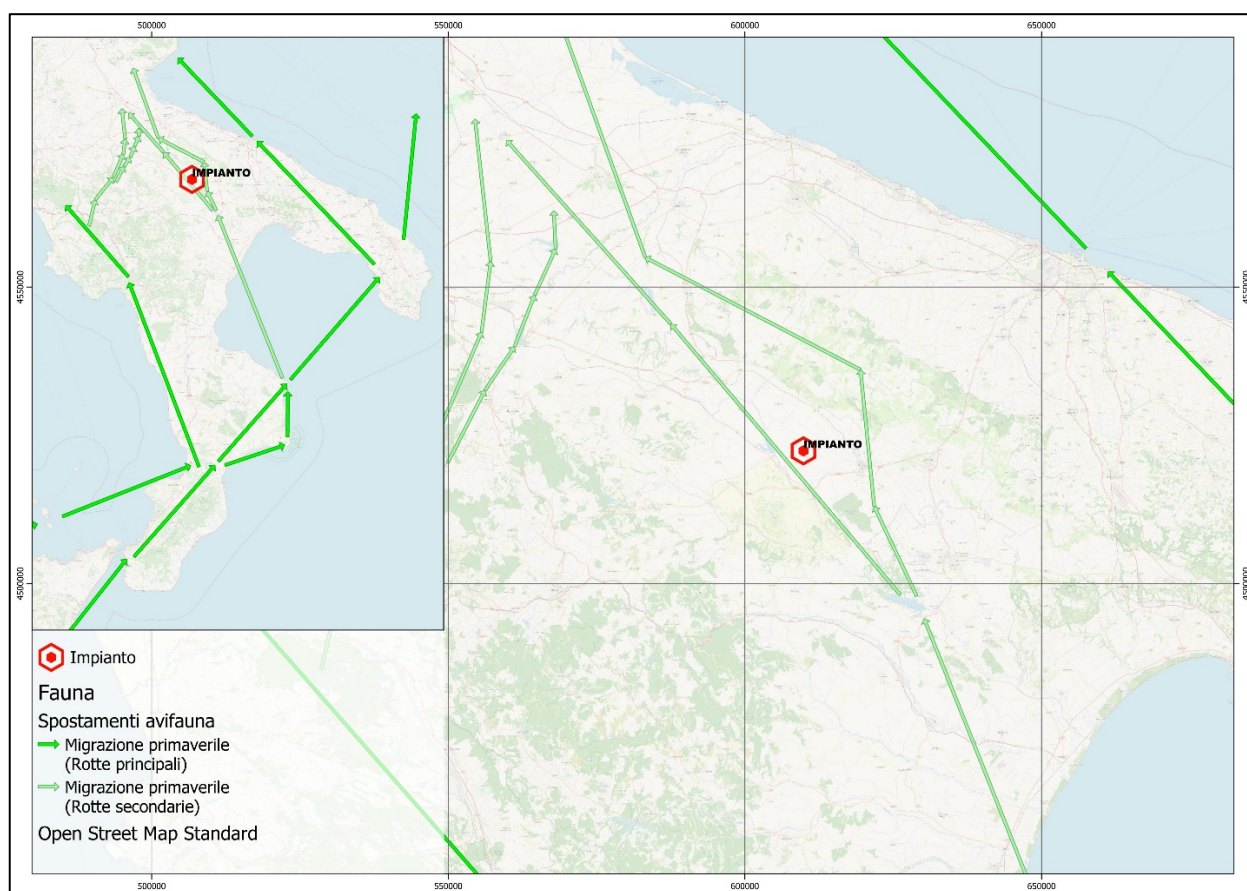 500000
550000
600000
650000
IMPIANTO
4550000
4550000
IMPIANTO
4500000
4500000
Impianto
Fauna
Spostamenti avifauna
Migrazione primaverile
(Rotte principali)
Migrazione primaverile
(Rotte secondarie)
Open Street Map Standard
500000
550000
600000
650000